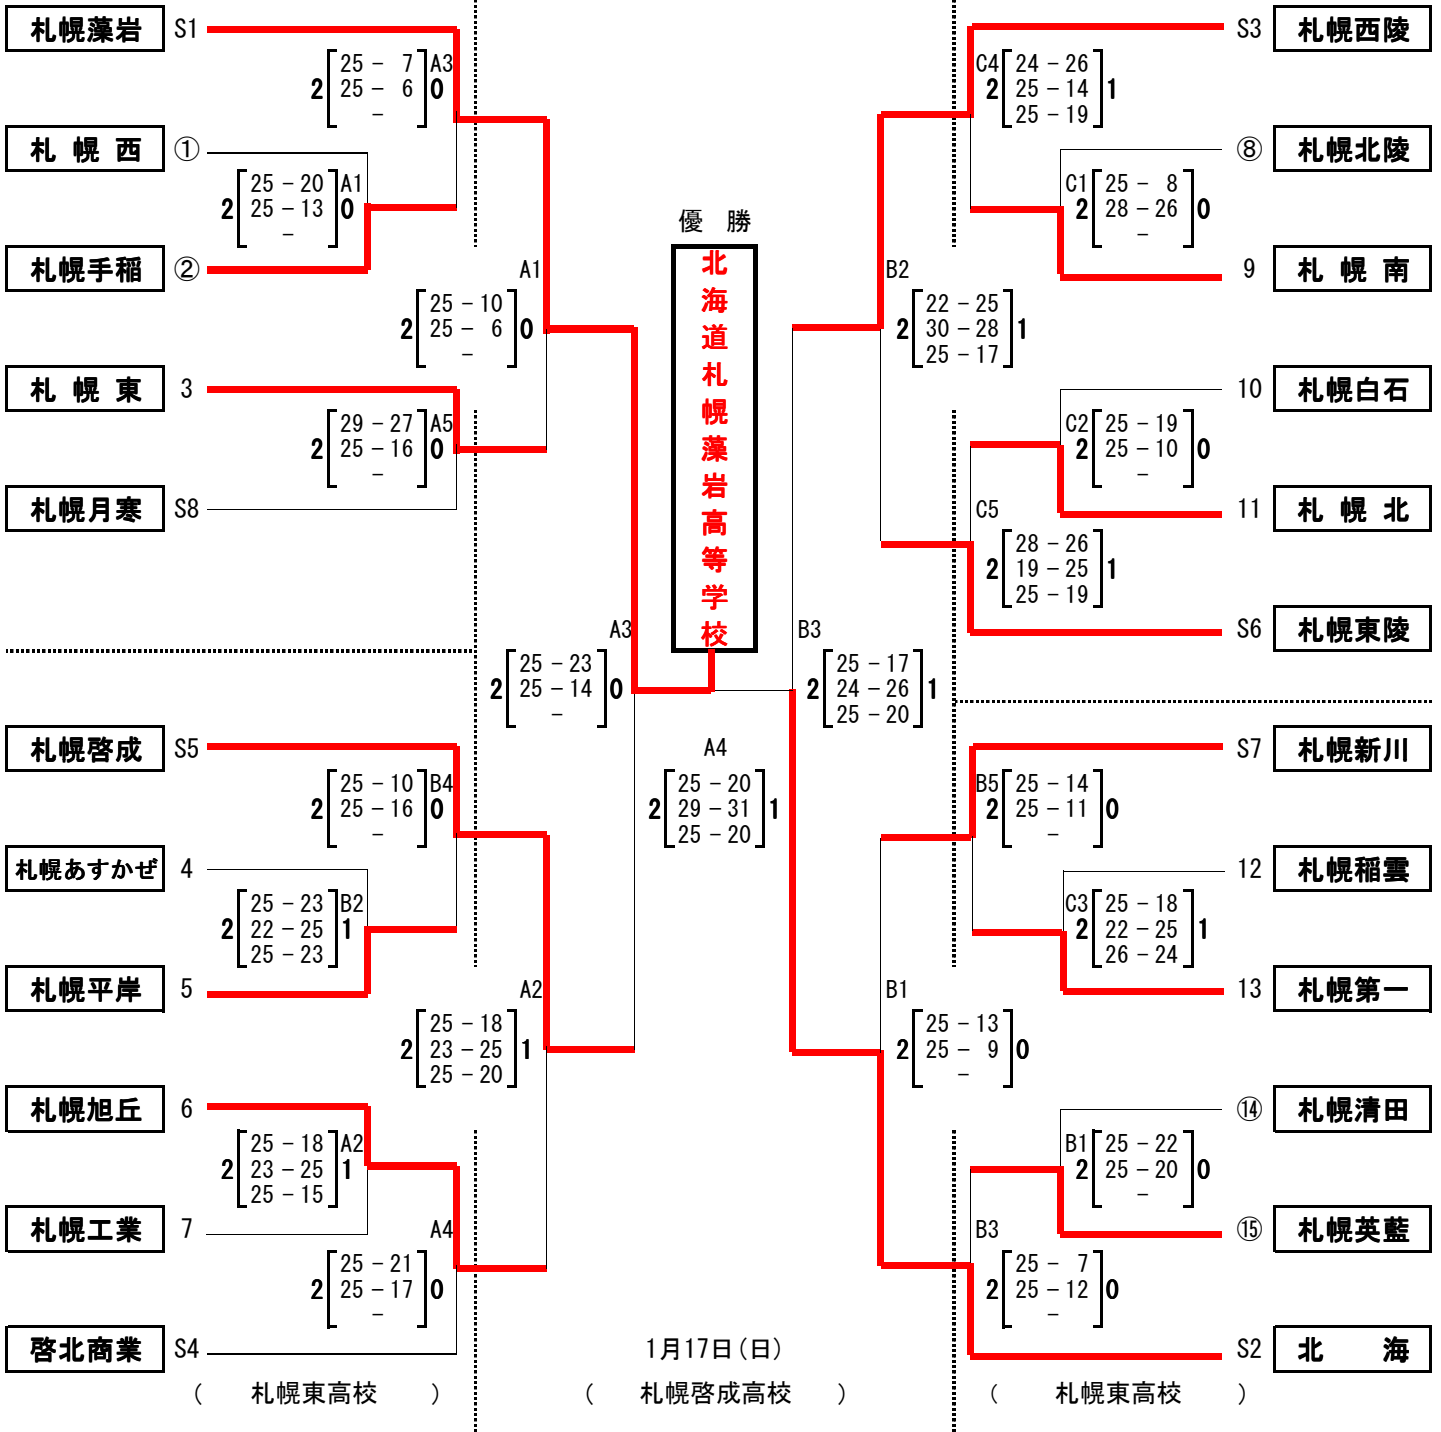 札幌藻岩 S1
25 － 7 A3
2 25 － 6 0
－
札 幌 西 ①
25 － 20 A1
2 25 － 13 0
－
札幌手稲 ②
A1
25 － 10
2 25 － 6 0
－
札 幌 東 3
29 － 27 A5
2 25 － 16 0
－
札幌月寒 S8
A3
25 － 23
2 25 － 14 0
－
札幌啓成 S5
25 － 10 B4
2 25 － 16 0
－
札幌あすかぜ 4
25 － 23 B2
2 22 － 25 1
25 － 23
札幌平岸 5
A2
25 － 18
2 23 － 25 1
25 － 20
札幌旭丘 6
25 － 18 A2
2 23 － 25 1
25 － 15
札幌工業 7
A4
25 － 21
2 25 － 17 0
－
啓北商業 S4
（ 札幌東高校 ）
優 勝
北海道札幌藻岩高等学校
A4
25 － 20
2 29 － 31 1
25 － 20
1月17日（日）
（ 札幌啓成高校 ）
S3 札幌西陵
C4 24 － 26
2 25 － 14 1
25 － 19
⑧ 札幌北陵
C1 25 － 8
2 28 － 26 0
－
9 札 幌 南
B2
22 － 25
2 30 － 28 1
25 － 17
10 札幌白石
C2 25 － 19
2 25 － 10 0
－
11 札 幌 北
C5
28 － 26
2 19 － 25 1
25 － 19
S6 札幌東陵
B3
25 － 17
2 24 － 26 1
25 － 20
S7 札幌新川
B5 25 － 14
2 25 － 11 0
－
12 札幌稲雲
C3 25 － 18
2 22 － 25 1
26 － 24
13 札幌第一
B1
25 － 13
2 25 － 9 0
－
⑭ 札幌清田
B1 25 － 22
2 25 － 20 0
－
⑮ 札幌英藍
B3
25 － 7
2 25 － 12 0
－
S2 北 海
（ 札幌東高校 ）